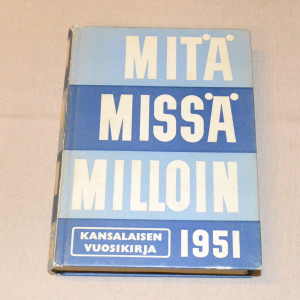 MITÄ
MISSÄ
MILLOIN
KANSALAISEN
VUOSIKIRJA
1951